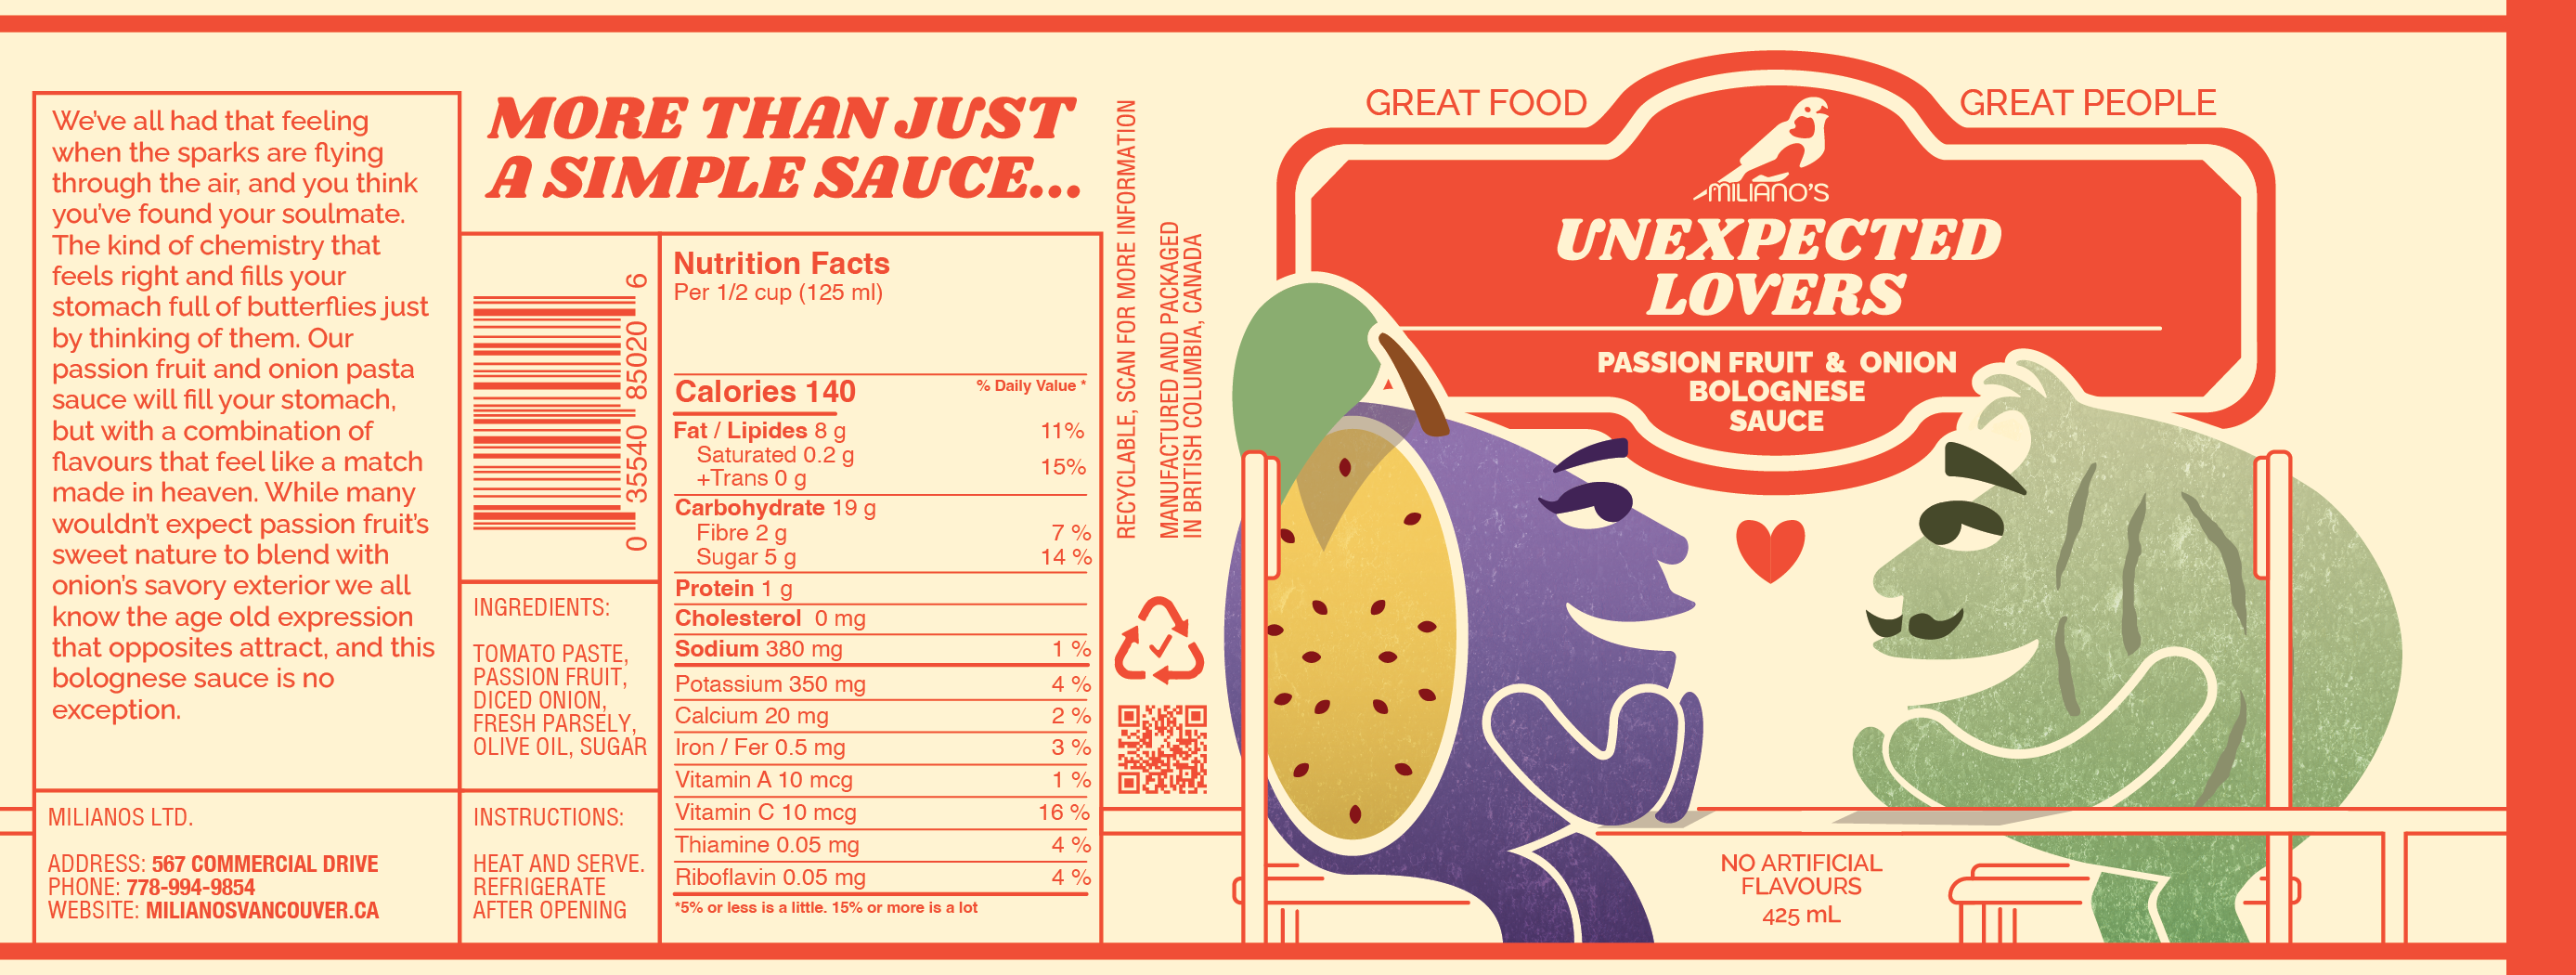 We've all had that feeling
when the sparks are flying
through the air, and you think
you've found your soulmate.
The kind of chemistry that
feels right and fills your
stomach full of butterflies just
by thinking of them. Our
passion fruit and onion pasta
sauce will fill your stomach,
but with a combination of
flavours that feel like a match
made in heaven. While many
wouldn't expect passion fruit's
sweet nature to blend with
onion's savory exterior we all
know the age old expression
that opposites attract, and this
bolognese sauce is no
exception.
MILIANOS LTD.
ADDRESS: 567 COMMERCIAL DRIVE
PHONE: 778-994-9854
WEBSITE: MILIANOSVANCOUVER.CA
MORE THAN JUST
A SIMPLE SAUCE...
0 35540 85020 6
INGREDIENTS:
TOMATO PASTE,
PASSION FRUIT,
DICED ONION,
FRESH PARSELY,
OLIVE OIL, SUGAR
INSTRUCTIONS:
HEAT AND SERVE.
REFRIGERATE
AFTER OPENING
Nutrition Facts
Per 1/2 cup (125 ml)
Calories 140 % Daily Value *
Fat / Lipides 8 g 11%
Saturated 0.2 g
+Trans 0 g 15%
Carbohydrate 19 g
Fibre 2 g 7 %
Sugar 5 g 14 %
Protein 1 g
Cholesterol 0 mg
Sodium 380 mg 1 %
Potassium 350 mg 4 %
Calcium 20 mg 2 %
Iron / Fer 0.5 mg 3 %
Vitamin A 10 mcg 1 %
Vitamin C 10 mcg 16 %
Thiamine 0.05 mg 4 %
Riboflavin 0.05 mg 4 %
*5% or less is a little. 15% or more is a lot
RECYCLABLE, SCAN FOR MORE INFORMATION
MANUFACTURED AND PACKAGED
IN BRITISH COLUMBIA, CANADA
GREAT FOOD
GREAT PEOPLE
MILIANO'S
UNEXPECTED
LOVERS
PASSION FRUIT & ONION
BOLOGNESE
SAUCE
NO ARTIFICIAL
FLAVOURS
425 mL